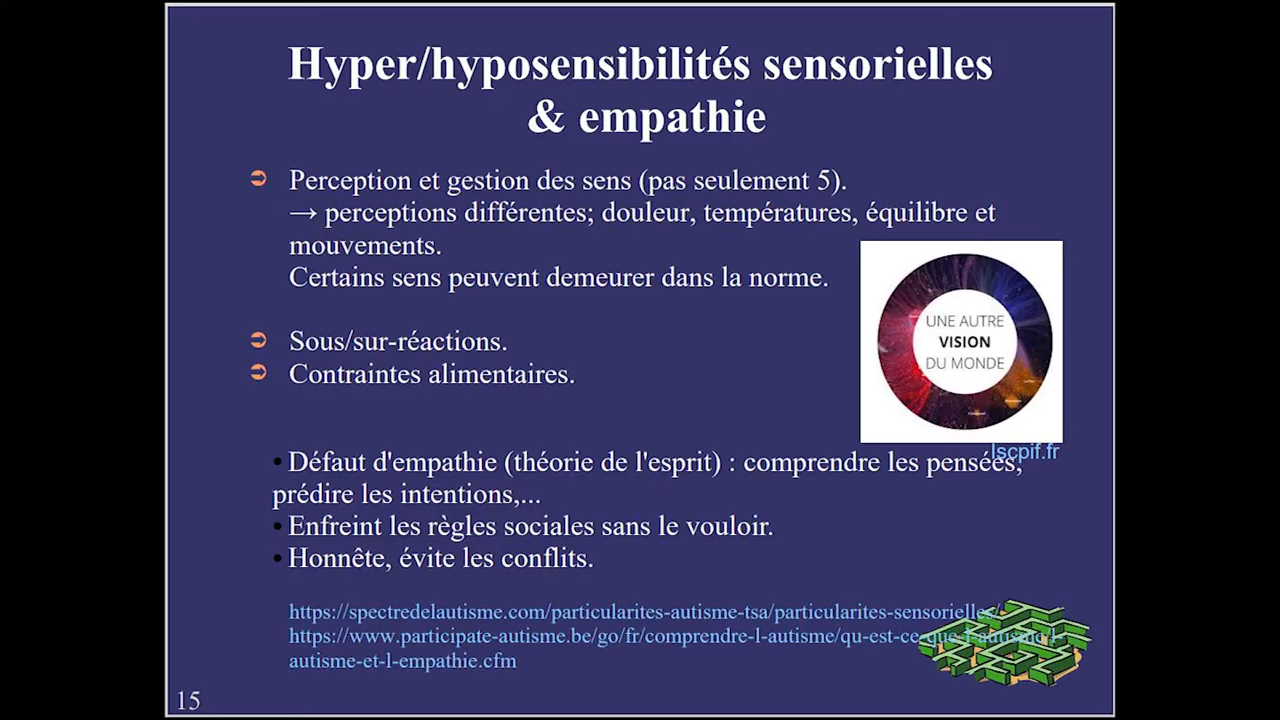 Hyper/hyposensibilités sensorielles
& empathie
Perception et gestion des sens (pas seulement 5).
→ perceptions différentes; douleur, températures, équilibre et
mouvements.
Certains sens peuvent demeurer dans la norme.
UNE AUTRE
VISION
DU MONDE
Iscpif.fr
Sous/sur-réactions.
Contraintes alimentaires.
•Défaut d'empathie (théorie de l'esprit) : comprendre les pensées,
prédire les intentions,...
•Enfreint les règles sociales sans le vouloir.
•Honnête, évite les conflits.
https://spectredelautisme.com/particularites-autisme-tsa/particularites-sensorielles/
https://www.participate-autisme.be/go/fr/comprendre-l-autisme/qu-est-ce-que-l-autisme/l-
autisme-et-l-empathie.cfm
15